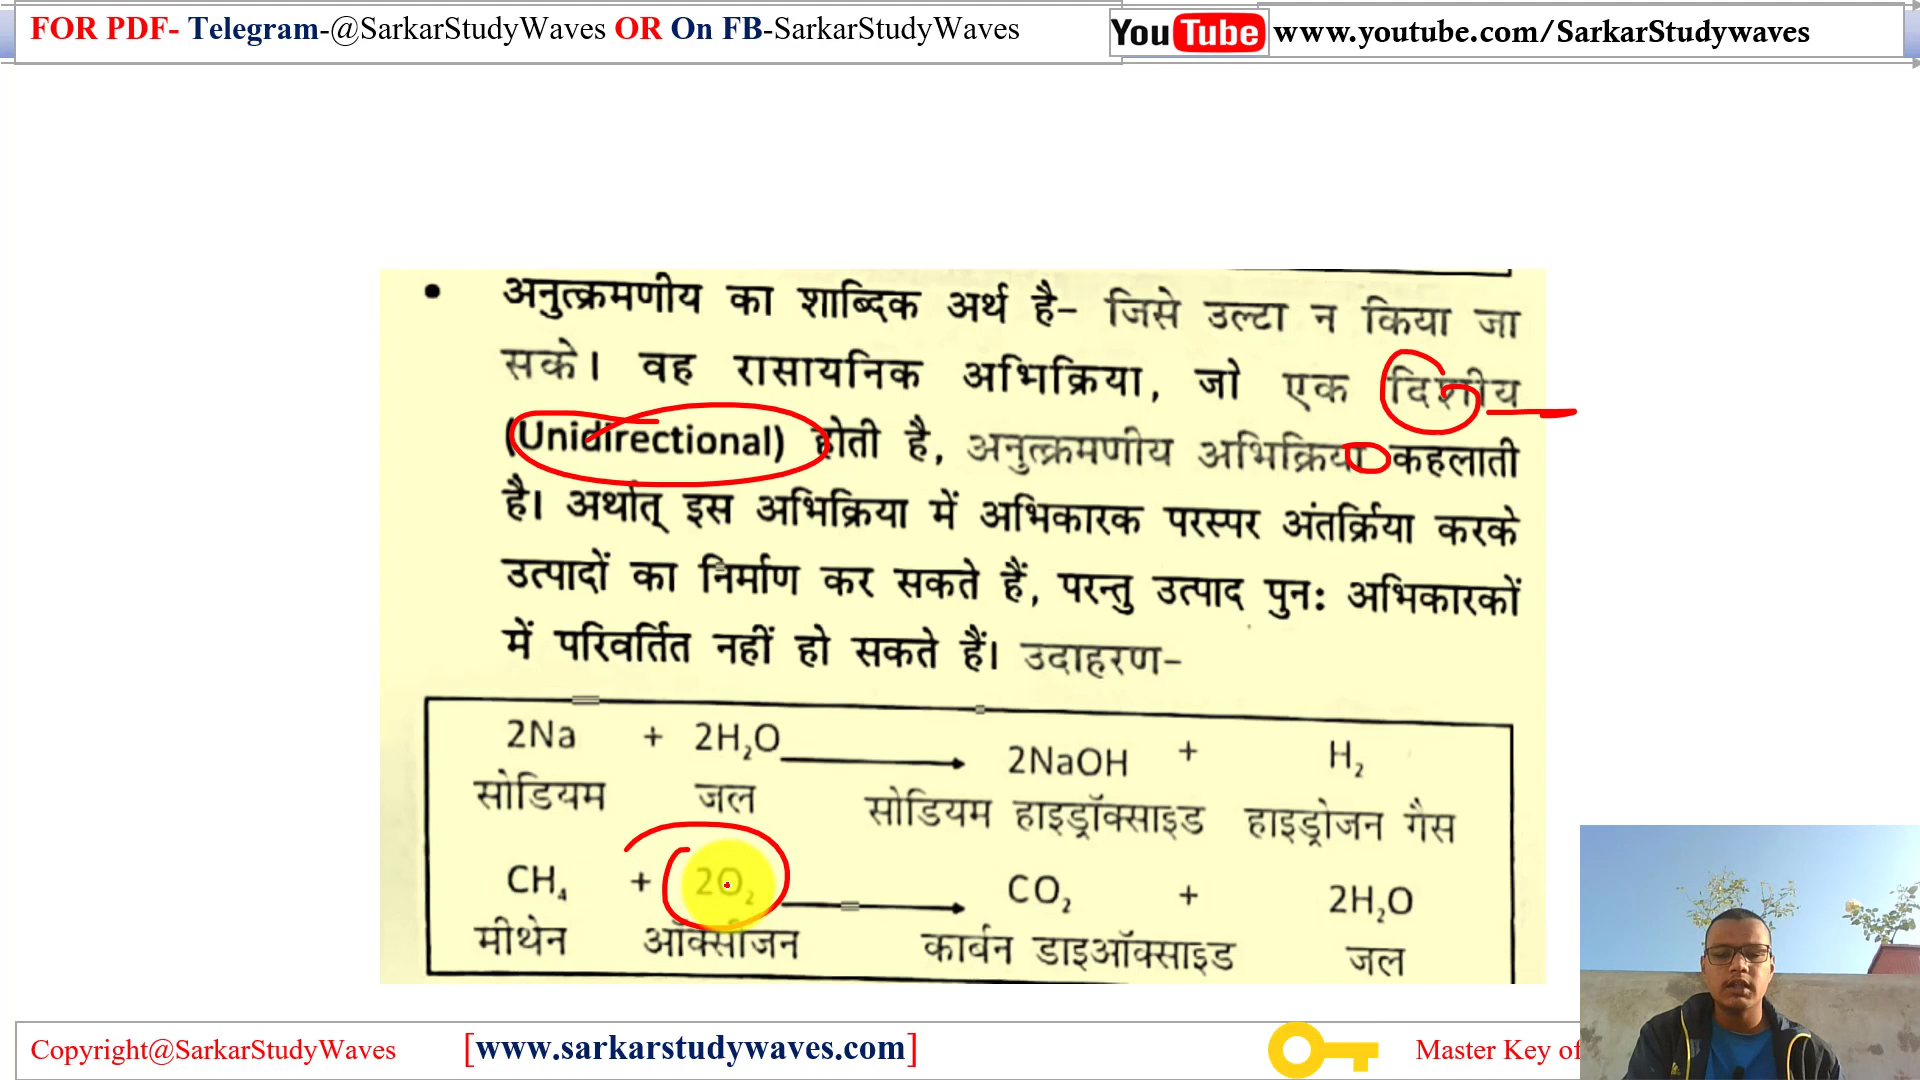 FOR PDF- Telegram-@SarkarStudyWaves OR On FB-SarkarStudyWaves
YouTube www.youtube.com/SarkarStudywaves
• अनुत्क्रमणीय का शाब्दिक अर्थ है– जिसे उल्टा न किया जा
सके। वह रासायनिक अभिक्रिया, जो एक दिशीय
(Unidirectional) होती है, अनुत्क्रमणीय अभिक्रिया कहलाती
है। अर्थात् इस अभिक्रिया में अभिकारक परस्पर अंतर्क्रिया करके
उत्पादों का निर्माण कर सकते हैं, परन्तु उत्पाद पुनः अभिकारकों
में परिवर्तित नहीं हो सकते हैं। उदाहरण–
2Na + 2H₂O → 2NaOH + H₂
सोडियम जल सोडियम हाइड्रॉक्साइड हाइड्रोजन गैस
CH₄ + 2O₂ → CO₂ + 2H₂O
मीथेन ऑक्सीजन कार्बन डाइऑक्साइड जल
Copyright@SarkarStudyWaves [www.sarkarstudywaves.com] Master Key of